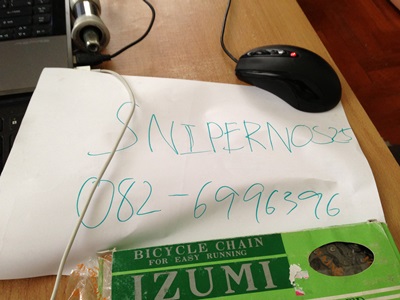 SNIPERNOS25
082-6996396
BICYCLE CHAIN
FOR EASY RUNNING
IZUMI